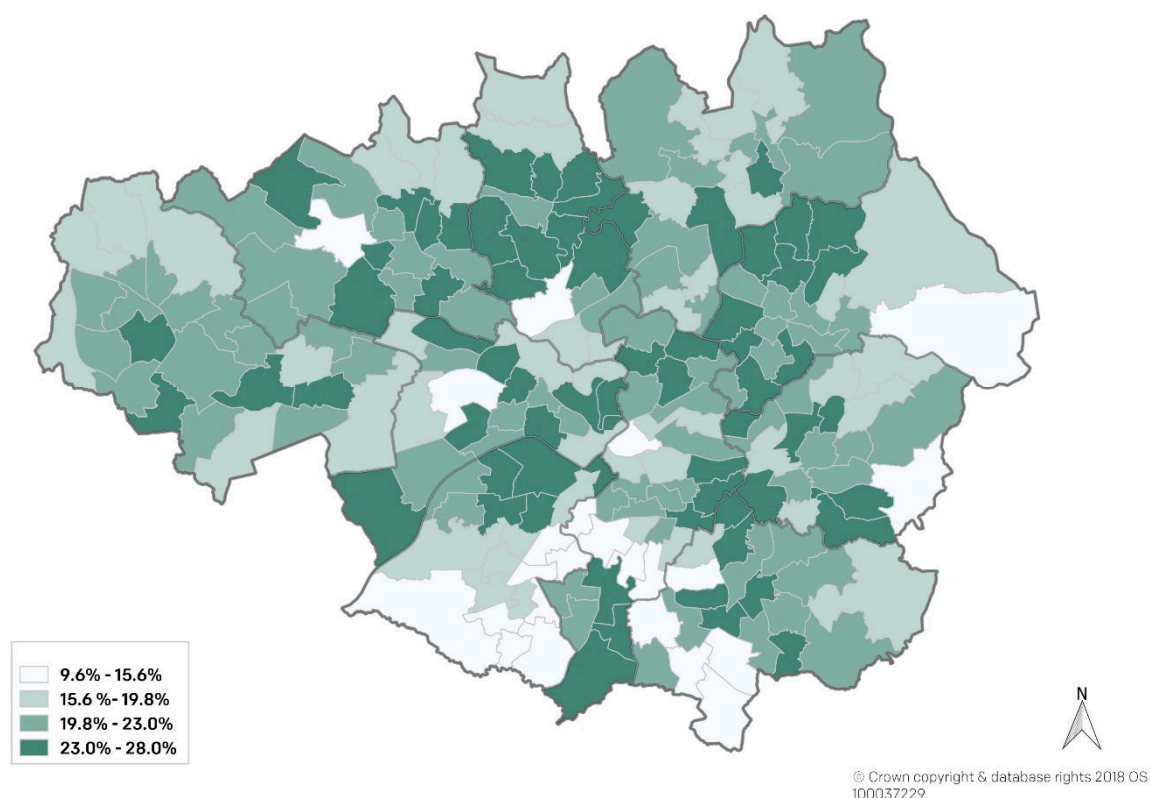 9.6% - 15.6%
15.6 %- 19.8%
19.8% - 23.0%
23.0% - 28.0%
N
© Crown copyright & database rights 2018 OS
100037229